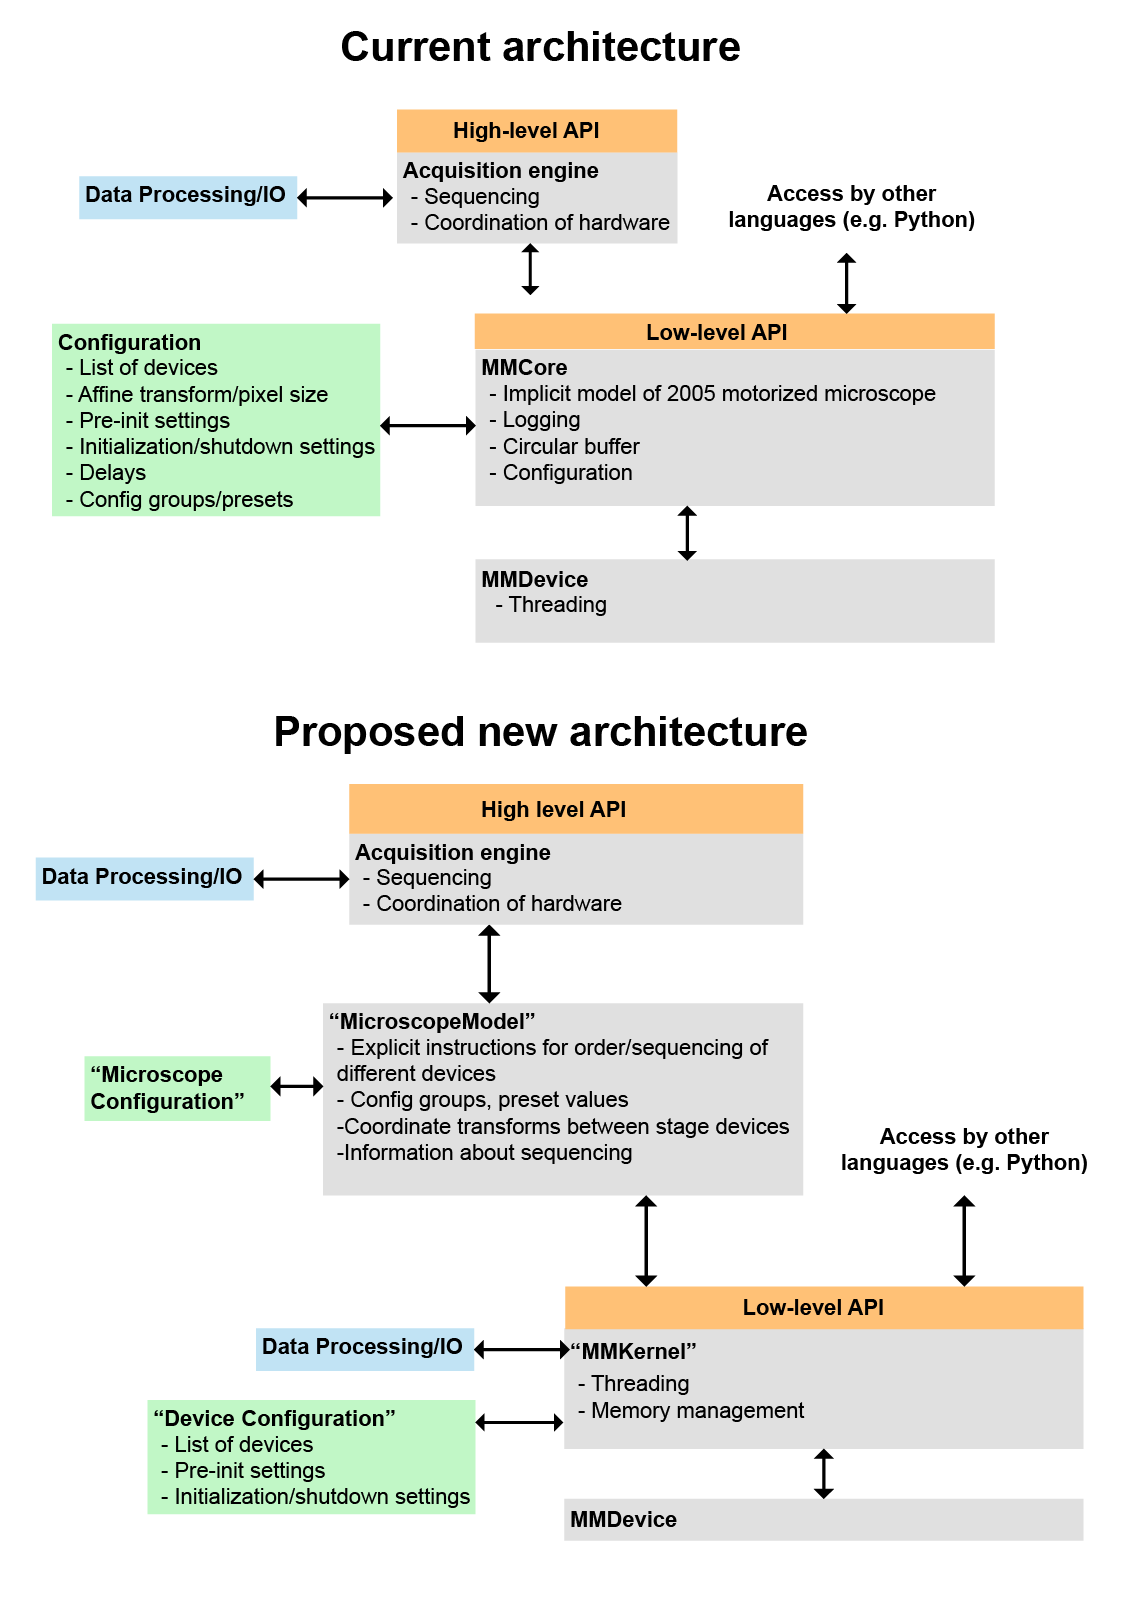 Current architecture
High-level API
Acquisition engine
- Sequencing
- Coordination of hardware
Data Processing/IO
Access by other
languages (e.g. Python)
Configuration
- List of devices
- Affine transform/pixel size
- Pre-init settings
- Initialization/shutdown settings
- Delays
- Config groups/presets
Low-level API
MMCore
- Implicit model of 2005 motorized microscope
- Logging
- Circular buffer
- Configuration
MMDevice
- Threading
Proposed new architecture
High level API
Acquisition engine
- Sequencing
- Coordination of hardware
Data Processing/IO
“MicroscopeModel”
- Explicit instructions for order/sequencing of
different devices
- Config groups, preset values
-Coordinate transforms between stage devices
-Information about sequencing
“Microscope
Configuration”
Access by other
languages (e.g. Python)
Low-level API
“MMKernel”
- Threading
- Memory management
Data Processing/IO
“Device Configuration”
- List of devices
- Pre-init settings
- Initialization/shutdown settings
MMDevice